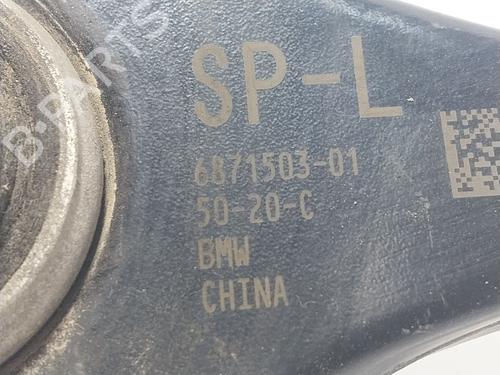 SP-L
6871503-01
50-20-C
BMW
CHINA
B-PARTS